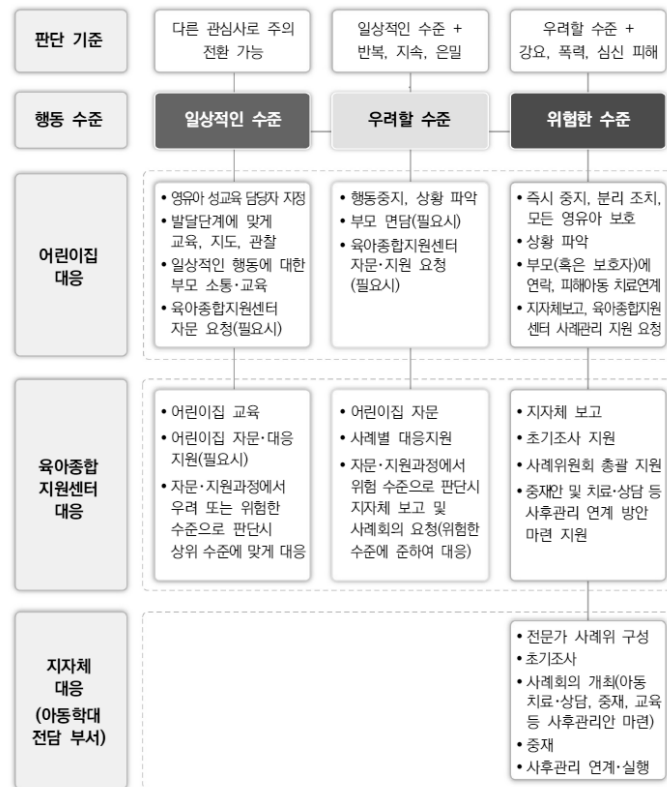 판단 기준
다른 관심사로 주의
전환 가능
일상적인 수준 +
반복, 지속, 은밀
우려할 수준 +
강요, 폭력, 심신 피해
행동 수준
일상적인 수준
우려할 수준
위험한 수준
어린이집
대응
• 영유아 성교육 담당자 지정
• 발달단계에 맞게
교육, 지도, 관찰
• 일상적인 행동에 대한
부모 소통·교육
• 육아종합지원센터
자문 요청(필요시)
• 행동중지, 상황 파악
• 부모 면담(필요시)
• 육아종합지원센터
자문·지원 요청
(필요시)
• 즉시 중지, 분리 조치,
모든 영유아 보호
• 상황 파악
• 부모(혹은 보호자)에
연락, 피해아동 치료연계
• 지자체보고, 육아종합지원
센터 사례관리 지원 요청
육아종합
지원센터
대응
• 어린이집 교육
• 어린이집 자문·대응
지원(필요시)
• 자문·지원과정에서
우려 또는 위험한
수준으로 판단시
상위 수준에 맞게 대응
• 어린이집 자문
• 사례별 대응지원
• 자문·지원과정에서
위험 수준으로 판단시
지자체 보고 및
사례회의 요청(위험한
수준에 준하여 대응)
• 지자체 보고
• 초기조사 지원
• 사례위원회 총괄 지원
• 중재안 및 치료·상담 등
사후관리 연계 방안
마련 지원
지자체
대응
(아동학대
전담 부서)
• 전문가 사례위 구성
• 초기조사
• 사례회의 개최(아동
치료·상담, 중재, 교육
등 사후관리안 마련)
• 중재
• 사후관리 연계·실행